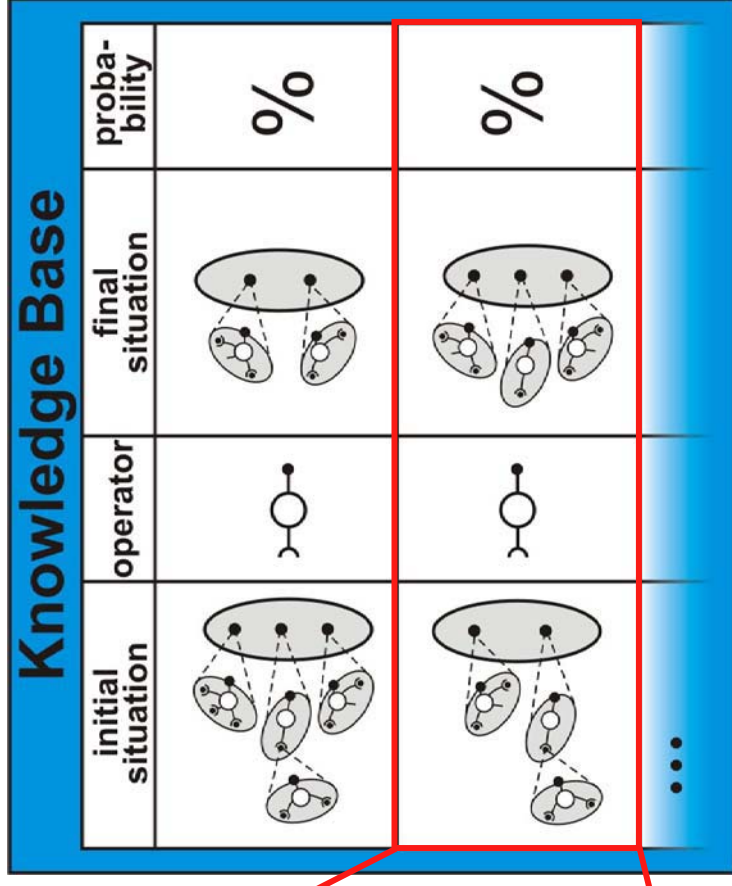 Knowledge Base
initial
situation
operator
final
situation
proba-
bility
%
%
...